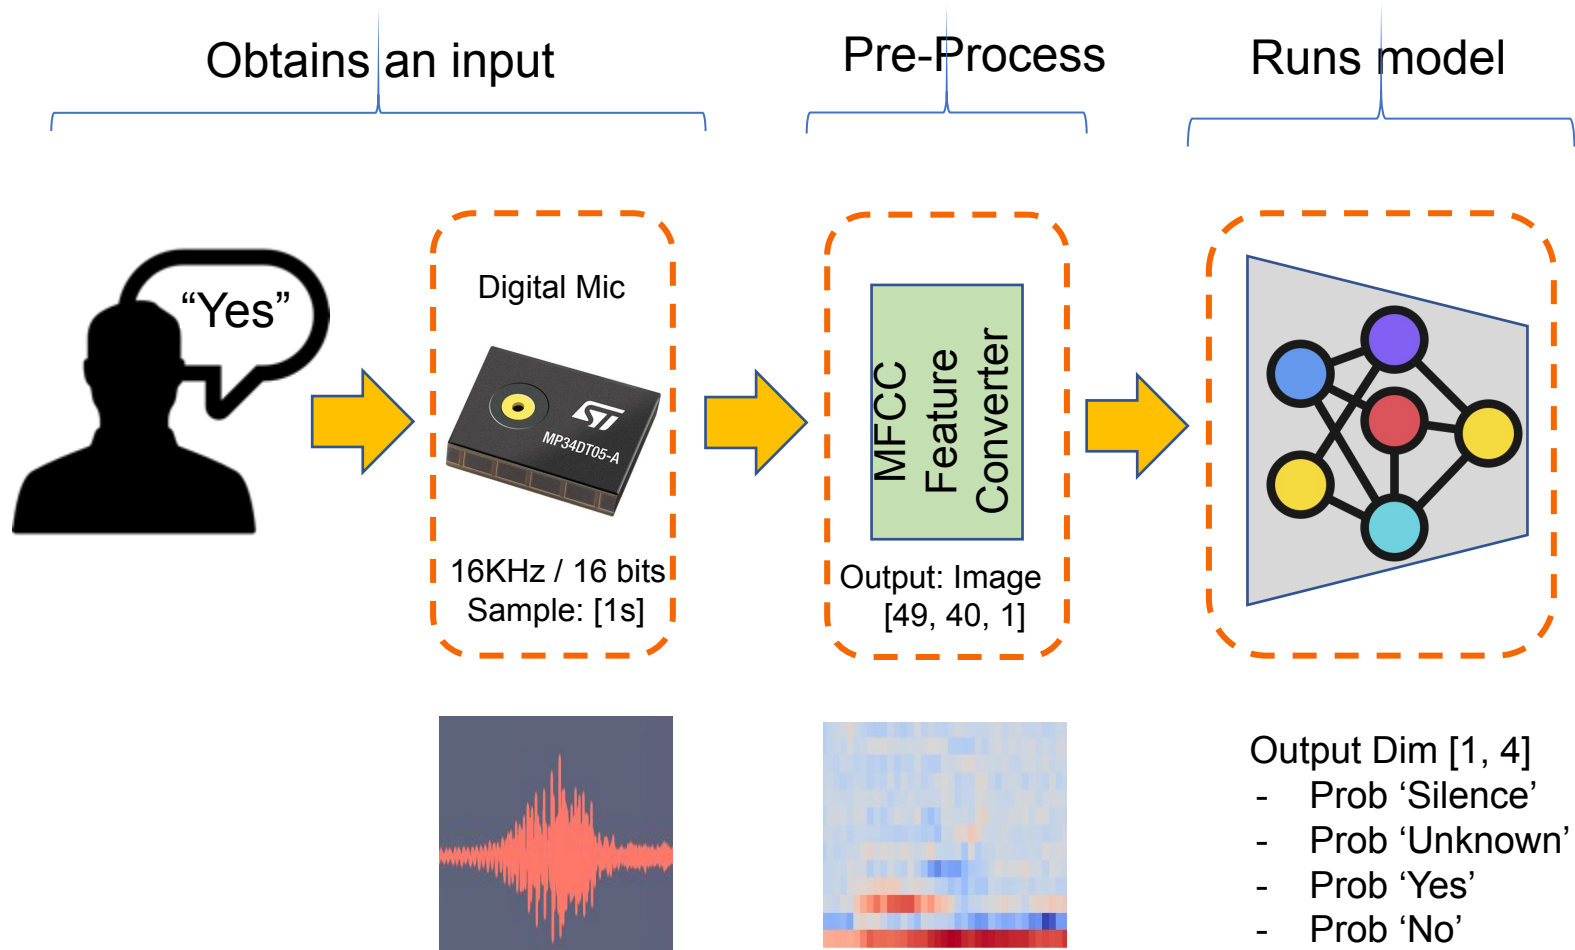 Obtains an input
Pre-Process
Runs model
“Yes”
Digital Mic
ST
MP34DT05-A
16KHz / 16 bits
Sample: [1s]
MFCC
Feature
Converter
Output: Image
[49, 40, 1]
Output Dim [1, 4]
- Prob ‘Silence’
- Prob ‘Unknown’
- Prob ‘Yes’
- Prob ‘No’